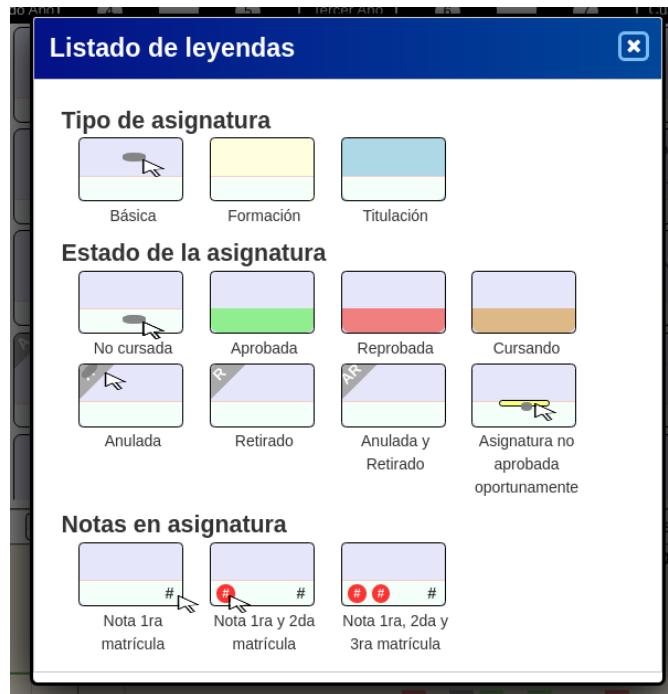 Tercer Año
Listado de leyendas
Tipo de asignatura
Básica
Formación
Titulación
Estado de la asignatura
No cursada
Aprobada
Reprobada
Cursando
R
AR
Anulada
Retirado
Anulada y
Retirado
Asignatura no
aprobada
oportunamente
Notas en asignatura
#
# #
# # #
Nota 1ra
matrícula
Nota 1ra y 2da
matrícula
Nota 1ra, 2da y
3ra matrícula